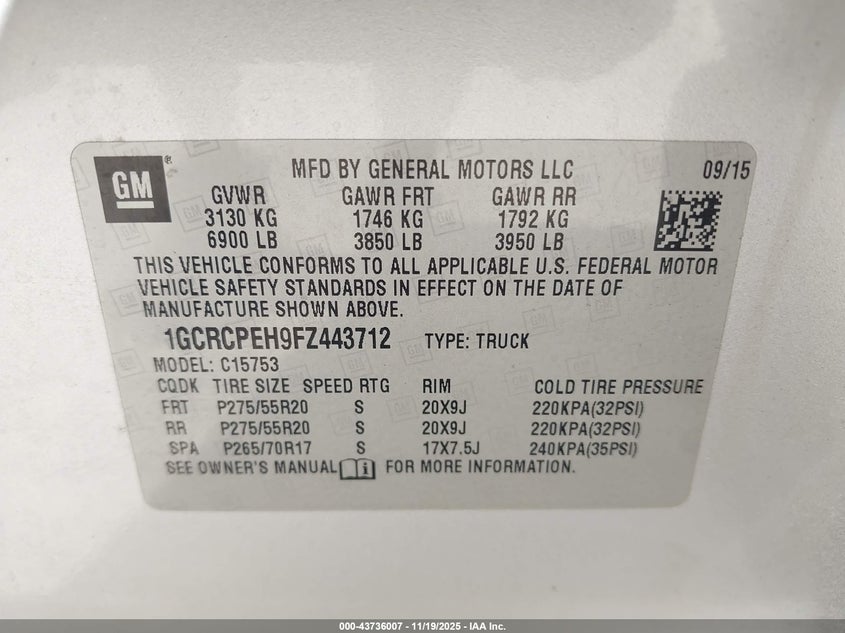 GM ® MFD BY GENERAL MOTORS LLC 09/15
GVWR GAWR FRT GAWR RR
3130 KG 1746 KG 1792 KG
6900 LB 3850 LB 3950 LB
THIS VEHICLE CONFORMS TO ALL APPLICABLE U.S. FEDERAL MOTOR
VEHICLE SAFETY STANDARDS IN EFFECT ON THE DATE OF
MANUFACTURE SHOWN ABOVE.
1GCRCPEH9FZ443712 TYPE: TRUCK
MODEL: C15753
CQDK TIRE SIZE SPEED RTG RIM COLD TIRE PRESSURE
FRT P275/55R20 S 20X9J 220KPA(32PSI)
RR P275/55R20 S 20X9J 220KPA(32PSI)
SPA P265/70R17 S 17X7.5J 240KPA(35PSI)
SEE OWNER'S MANUAL i FOR MORE INFORMATION.
000-43736007 - 11/19/2025 - IAA Inc.